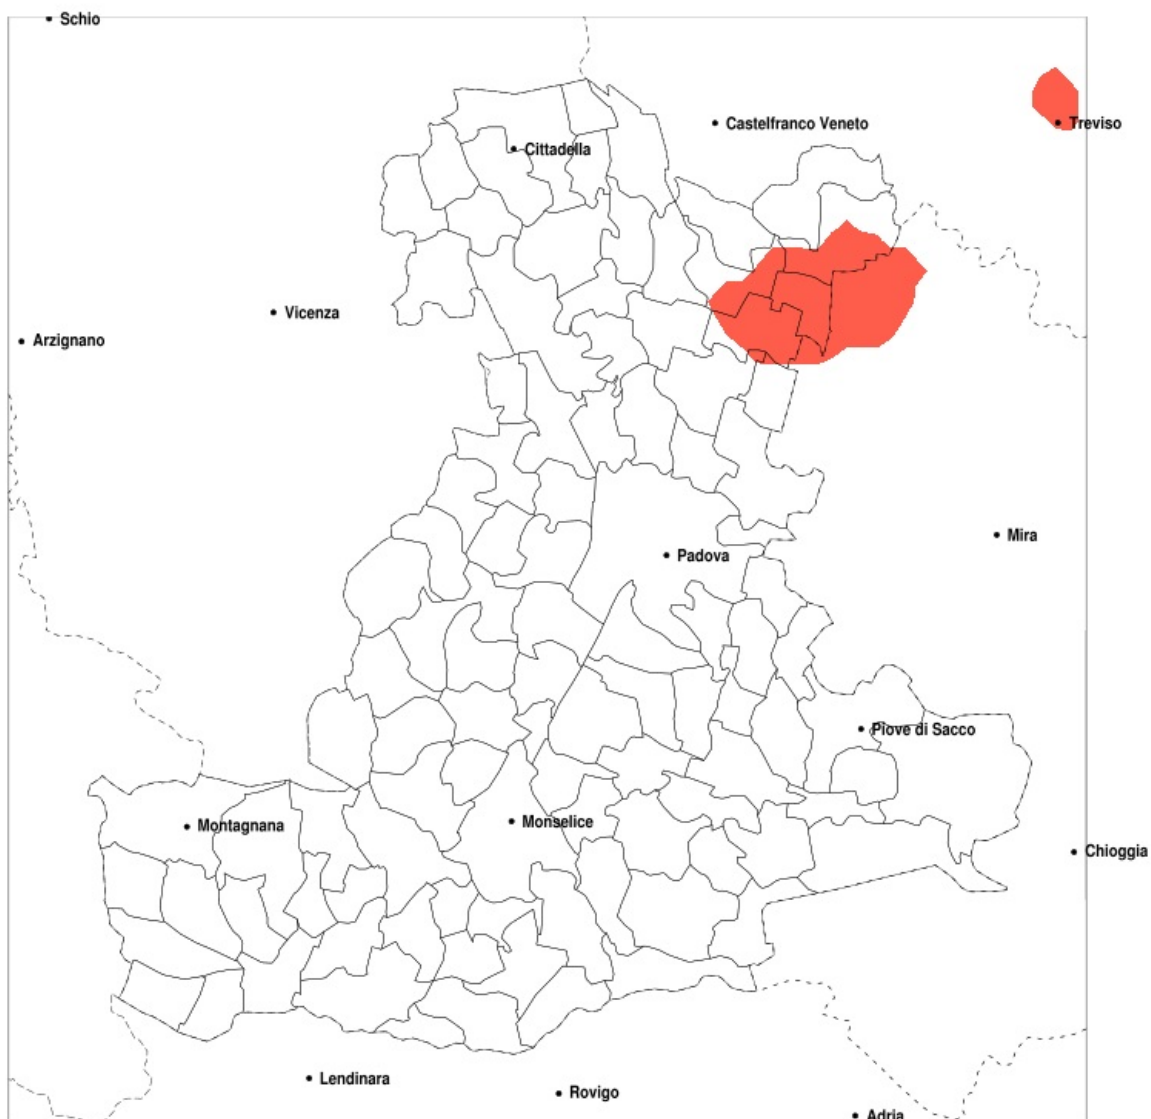 Schio
Castelfranco Veneto
Treviso
Cittadella
Vicenza
Arzignano
Mira
Padova
Piove di Sacco
Montagnana
Monselice
Chioggia
Lendinara
Rovigo
Adria